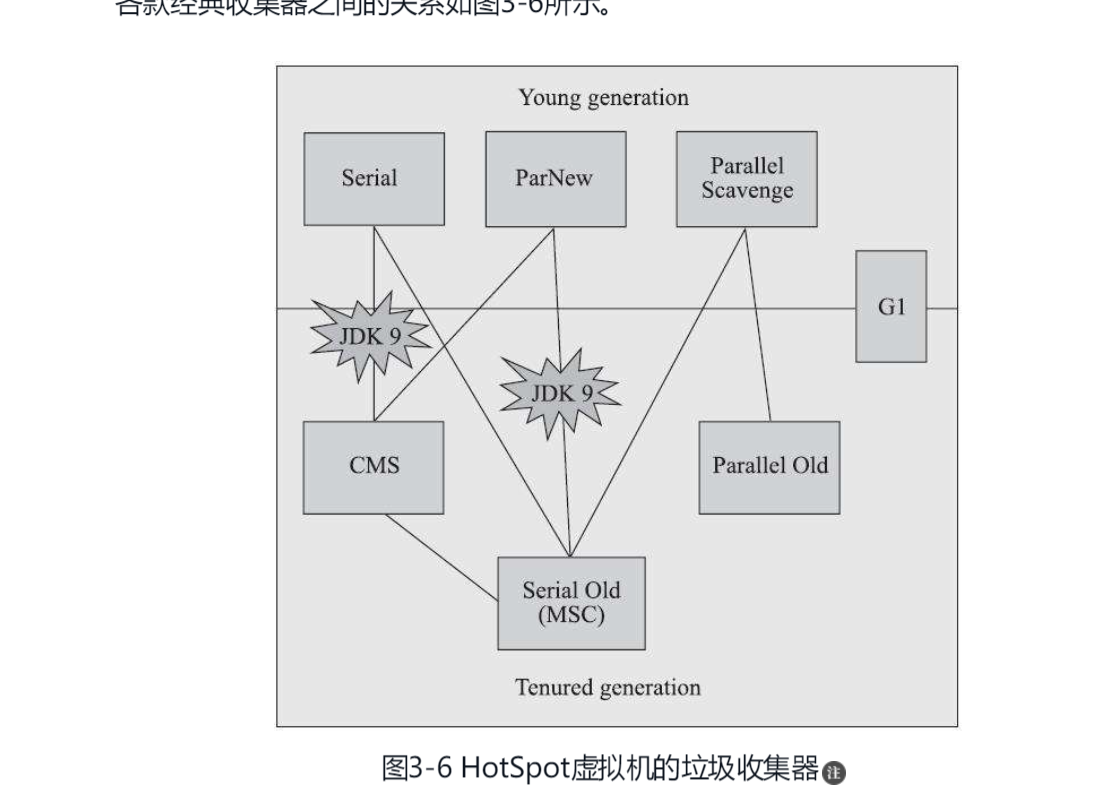 各款经典收集器之间的关系如图3-6所示。
Young generation
Serial
ParNew
Parallel
Scavenge
G1
JDK 9
JDK 9
CMS
Parallel Old
Serial Old
(MSC)
Tenured generation
图3-6 HotSpot虚拟机的垃圾收集器注